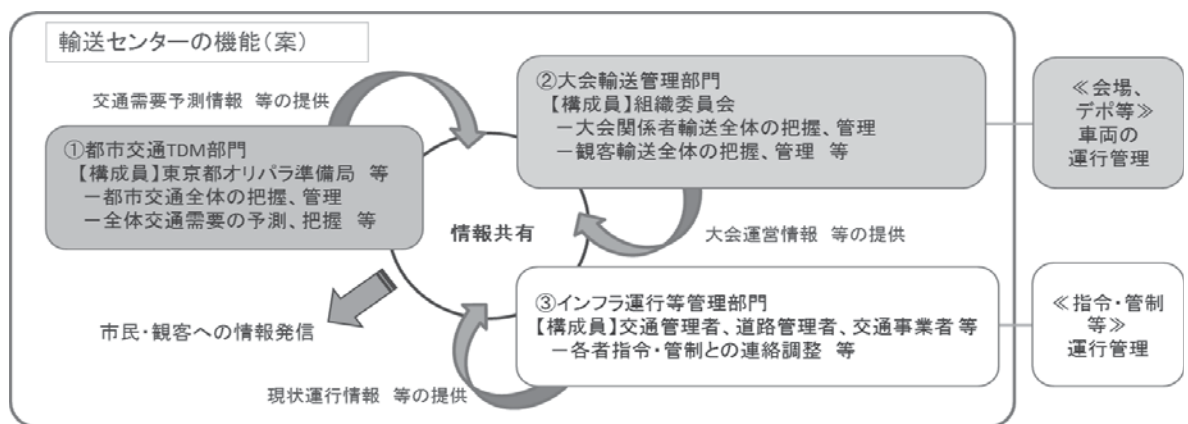 輸送センターの機能(案)
交通需要予測情報 等の提供
①都市交通TDM部門
【構成員】東京都オリパラ準備局 等
－都市交通全体の把握、管理
－全体交通需要の予測、把握 等
②大会輸送管理部門
【構成員】組織委員会
－大会関係者輸送全体の把握、管理
－観客輸送全体の把握、管理 等
≪会場、
デポ等≫
車両の
運行管理
情報共有
大会運営情報 等の提供
③インフラ運行等管理部門
【構成員】交通管理者、道路管理者、交通事業者 等
－各者指令・管制との連絡調整 等
≪指令・管制
等≫
運行管理
市民・観客への情報発信
現状運行情報 等の提供